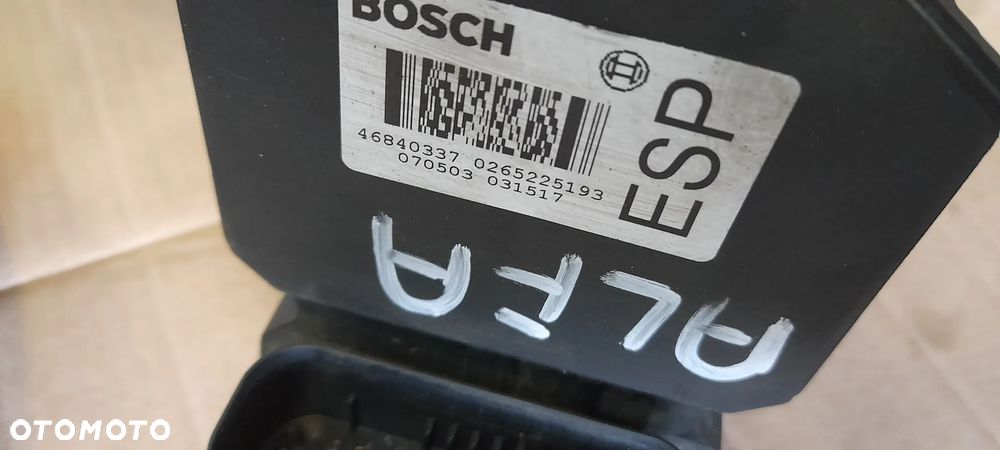 BOSCH
ESP
46840337 0265225193
070503 031517
ALFA
OTOMOTO